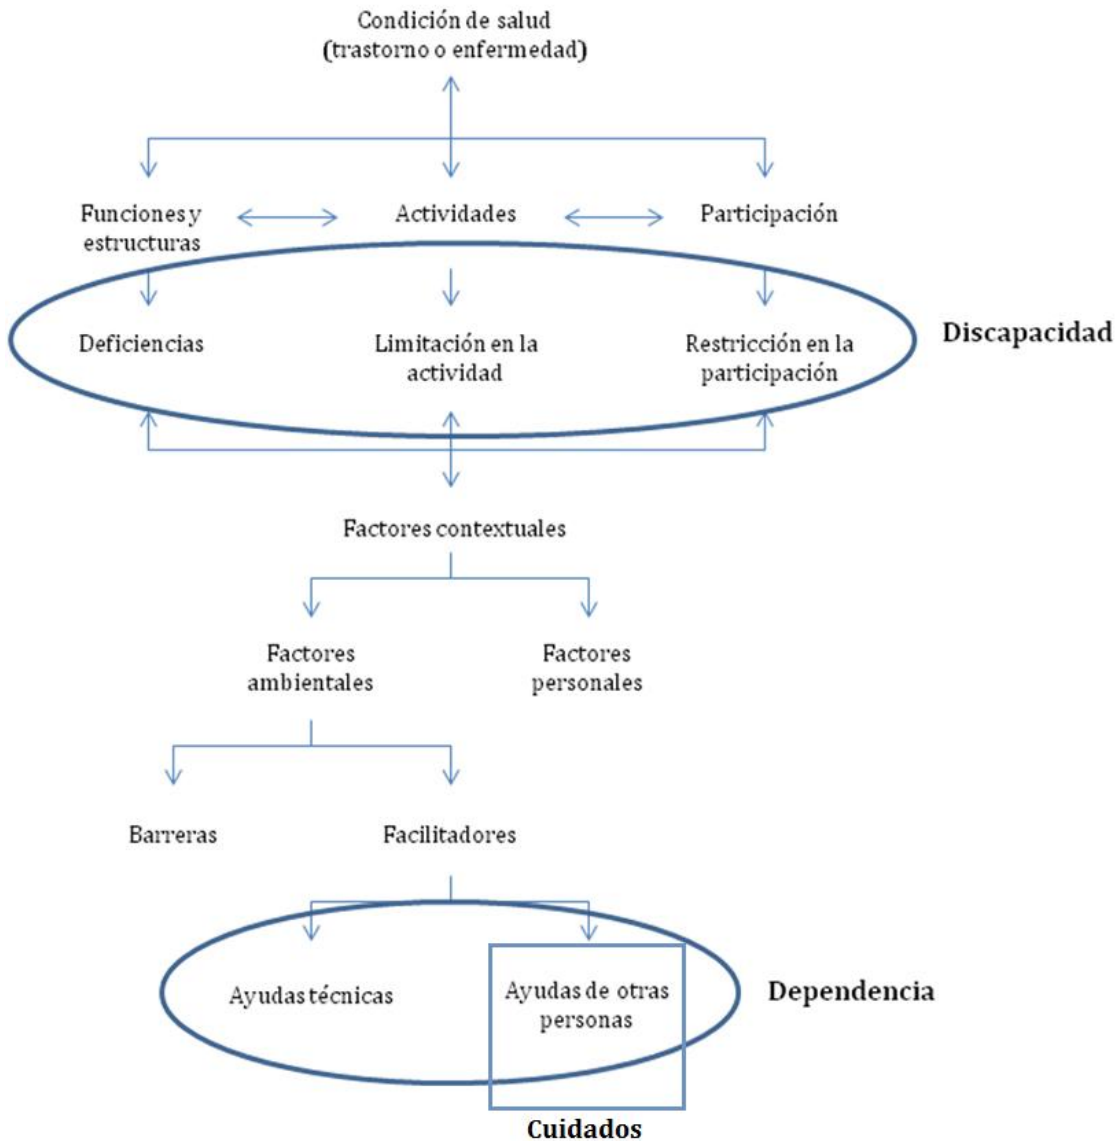 Condición de salud
(trastorno o enfermedad)
Funciones y
estructuras
Actividades
Participación
Deficiencias
Limitación en la
actividad
Restricción en la
participación
Discapacidad
Factores contextuales
Factores
ambientales
Factores
personales
Barreras
Facilitadores
Ayudas técnicas
Ayudas de otras
personas
Dependencia
Cuidados